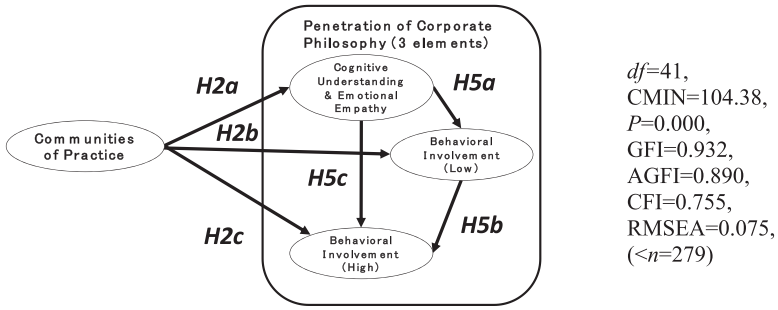 Penetration of Corporate
Philosophy (3 elements)
Cognitive
Understanding
& Emotional
Empathy
H2a
H5a
Communities
of Practice
H2b
Behavioral
Involvement
(Low)
H5c
H2c
H5b
Behavioral
Involvement
(High)
df=41,
CMIN=104.38,
P=0.000,
GFI=0.932,
AGFI=0.890,
CFI=0.755,
RMSEA=0.075,
(<n=279)